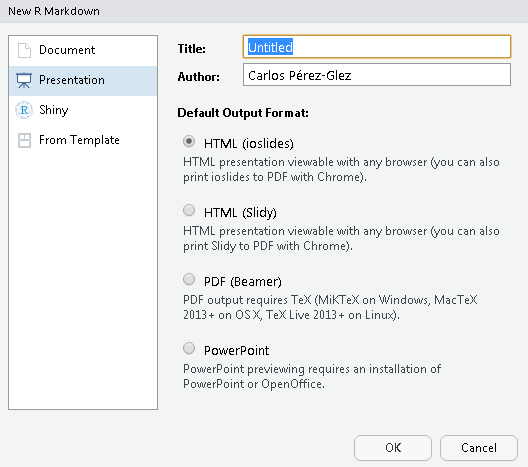 New R Markdown
Document
Presentation
Shiny
From Template
Title: Untitled
Author: Carlos Pérez-Glez
Default Output Format:
HTML (ioslides)
HTML presentation viewable with any browser (you can also
print ioslides to PDF with Chrome).
HTML (Slidy)
HTML presentation viewable with any browser (you can also
print Slidy to PDF with Chrome).
PDF (Beamer)
PDF output requires TeX (MiKTeX on Windows, MacTeX
2013+ on OS X, TeX Live 2013+ on Linux).
PowerPoint
PowerPoint previewing requires an installation of
PowerPoint or OpenOffice.
OK Cancel